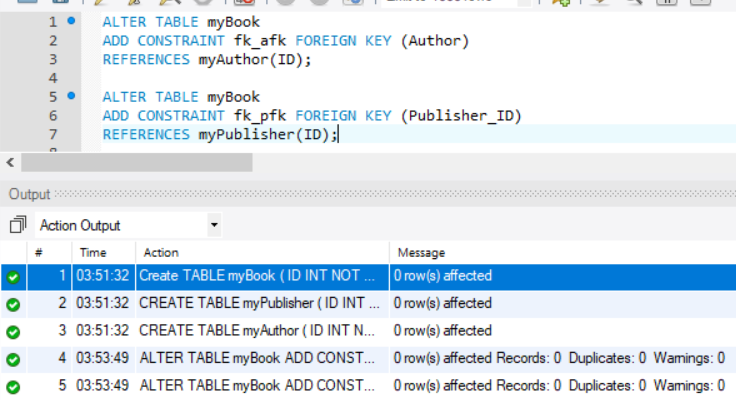 1 ALTER TABLE myBook
2 ADD CONSTRAINT fk_afk FOREIGN KEY (Author)
3 REFERENCES myAuthor(ID);
4
5 ALTER TABLE myBook
6 ADD CONSTRAINT fk_pfk FOREIGN KEY (Publisher_ID)
7 REFERENCES myPublisher(ID);
Output
Action Output
# Time Action Message
1 03:51:32 Create TABLE myBook ( ID INT NOT ... 0 row(s) affected
2 03:51:32 CREATE TABLE myPublisher ( ID INT ... 0 row(s) affected
3 03:51:32 CREATE TABLE myAuthor ( ID INT N... 0 row(s) affected
4 03:53:49 ALTER TABLE myBook ADD CONST... 0 row(s) affected Records: 0 Duplicates: 0 Warnings: 0
5 03:53:49 ALTER TABLE myBook ADD CONST... 0 row(s) affected Records: 0 Duplicates: 0 Warnings: 0